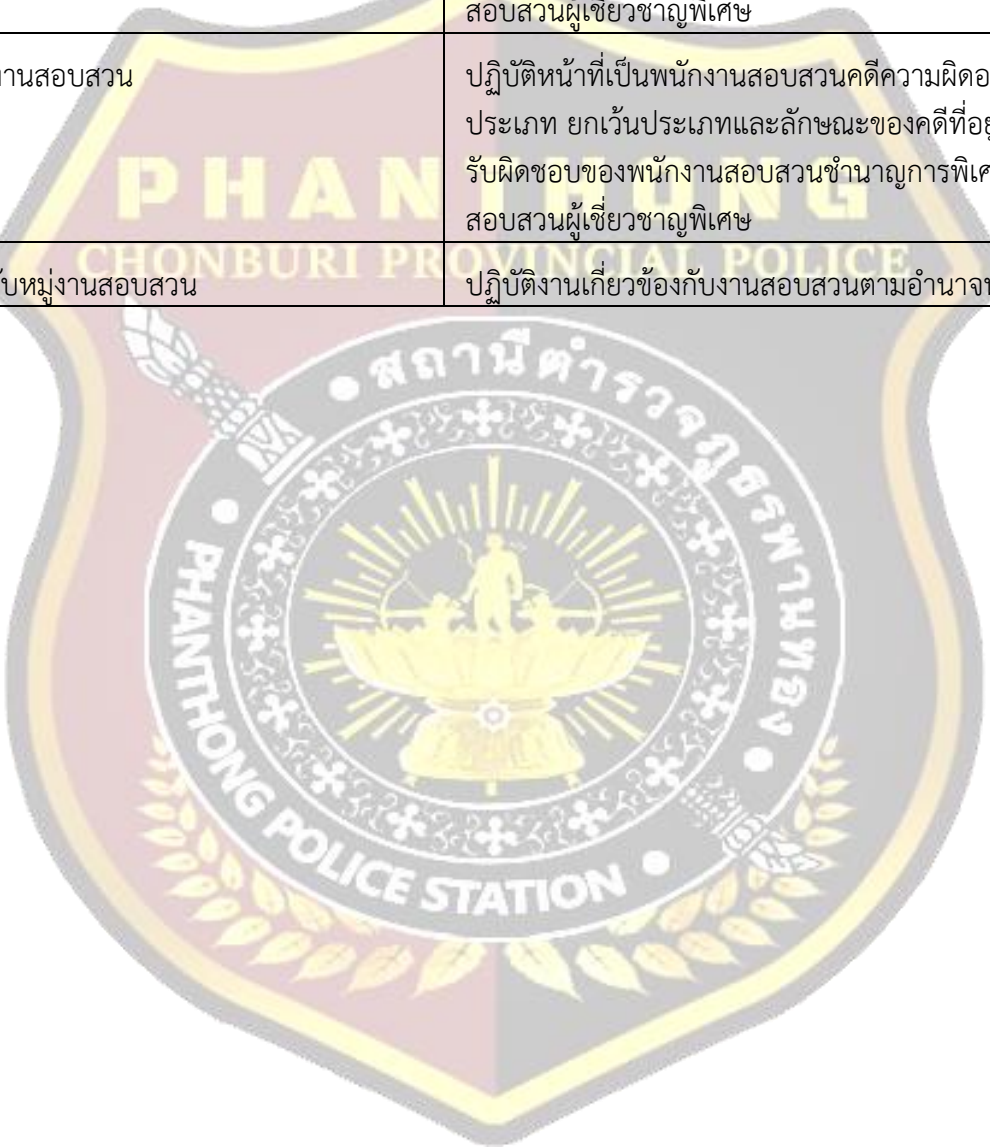 สอบสวนผู้เชี่ยวชาญพิเศษ
งานสอบสวน
ปฏิบัติหน้าที่เป็นพนักงานสอบสวนคดีความผิดอ
ประเภท ยกเว้นประเภทและลักษณะของคดีที่อยู่
รับผิดชอบของพนักงานสอบสวนชำนาญการพิเศ
สอบสวนผู้เชี่ยวชาญพิเศษ
PHANTHONG
CHONBURI PROVINCIAL POLICE
ับหมู่งานสอบสวน
ปฏิบัติงานเกี่ยวข้องกับงานสอบสวนตามอำนาจห
สถานีตำรวจภูธรพานทอง
PHANTHONG POLICE STATION